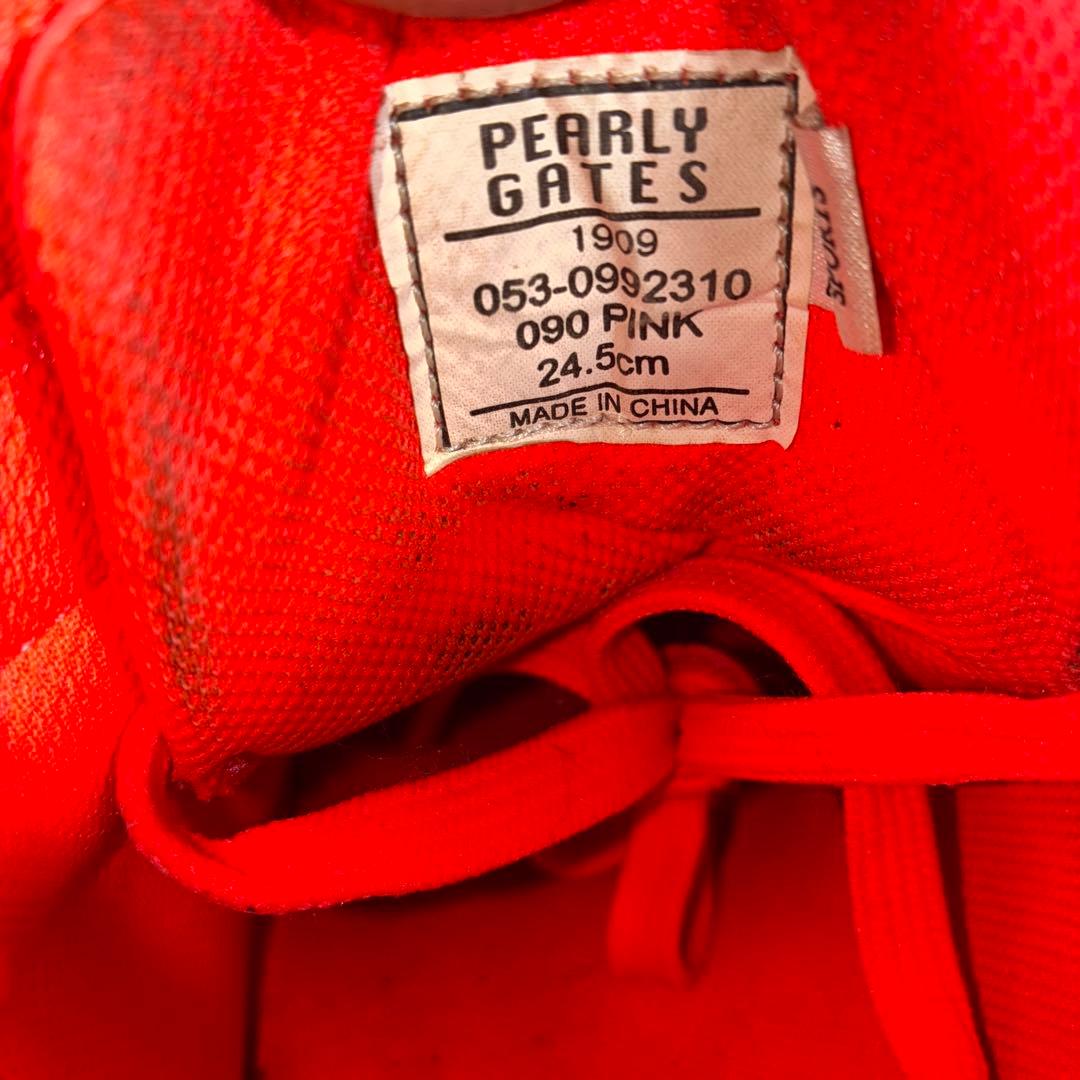 PEARLY
GATES
1909
053-0992310
090 PINK
24.5cm
MADE IN CHINA
SPORTS